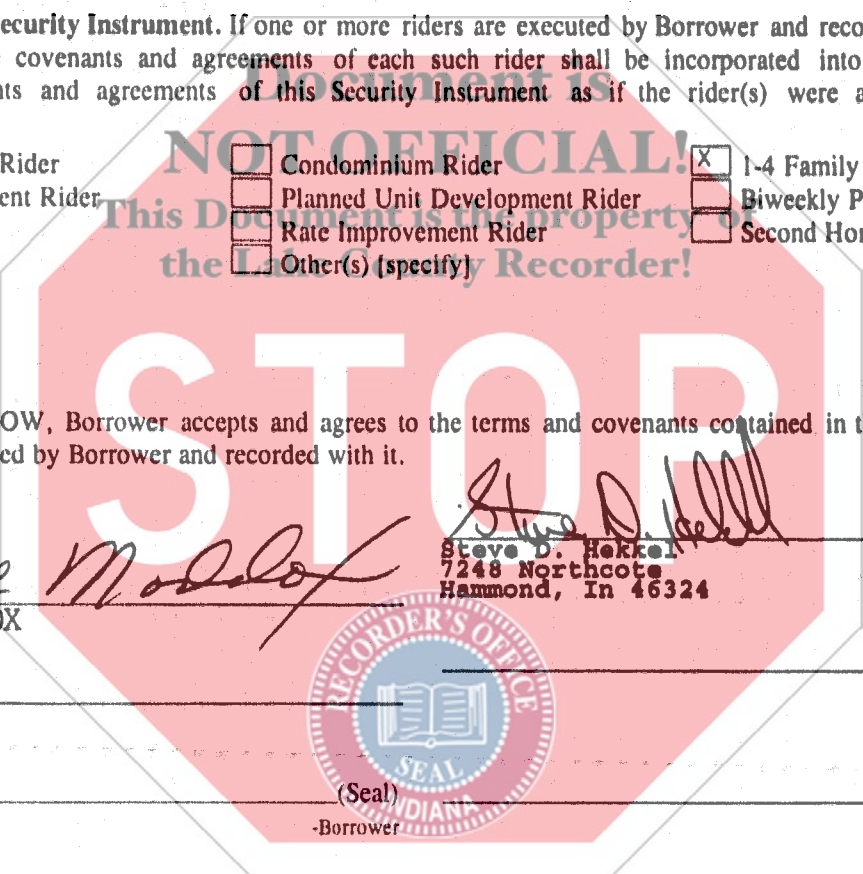 ecurity Instrument. If one or more riders are executed by Borrower and reco
covenants and agreements of each such rider shall be incorporated into
nts and agreements of this Security Instrument as if the rider(s) were a
Document is
NOT OFFICIAL!
This Document is the property of
the Lake County Recorder!
Rider
Condominium Rider
X 1-4 Family
ent Rider
Planned Unit Development Rider
Biweekly P
Rate Improvement Rider
Second Hom
Other(s) [specify]
STOP
OW, Borrower accepts and agrees to the terms and covenants contained in t
ed by Borrower and recorded with it.
Steve D. Hekkel
Steve D. Hekkel
7248 Northcote
Hammond, In 46324
Maddox
OX
RECORDER'S OFFICE
SEAL
INDIANA
(Seal)
-Borrower